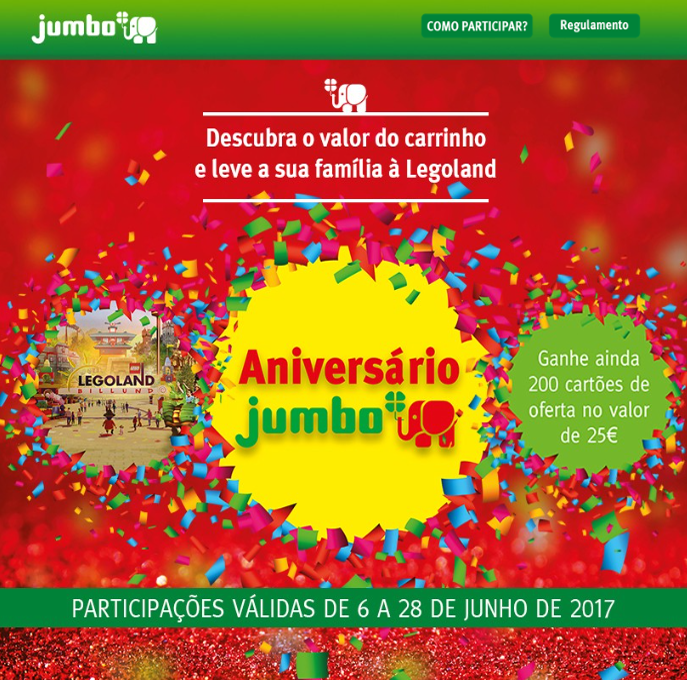 jumbo
COMO PARTICIPAR?
Regulamento
Descubra o valor do carrinho
e leve a sua família à Legoland
LEGO
LEGOLAND
BILLUND
Aniversário
jumbo
Ganhe ainda
200 cartões de
oferta no valor
de 25€
PARTICIPAÇÕES VÁLIDAS DE 6 A 28 DE JUNHO DE 2017